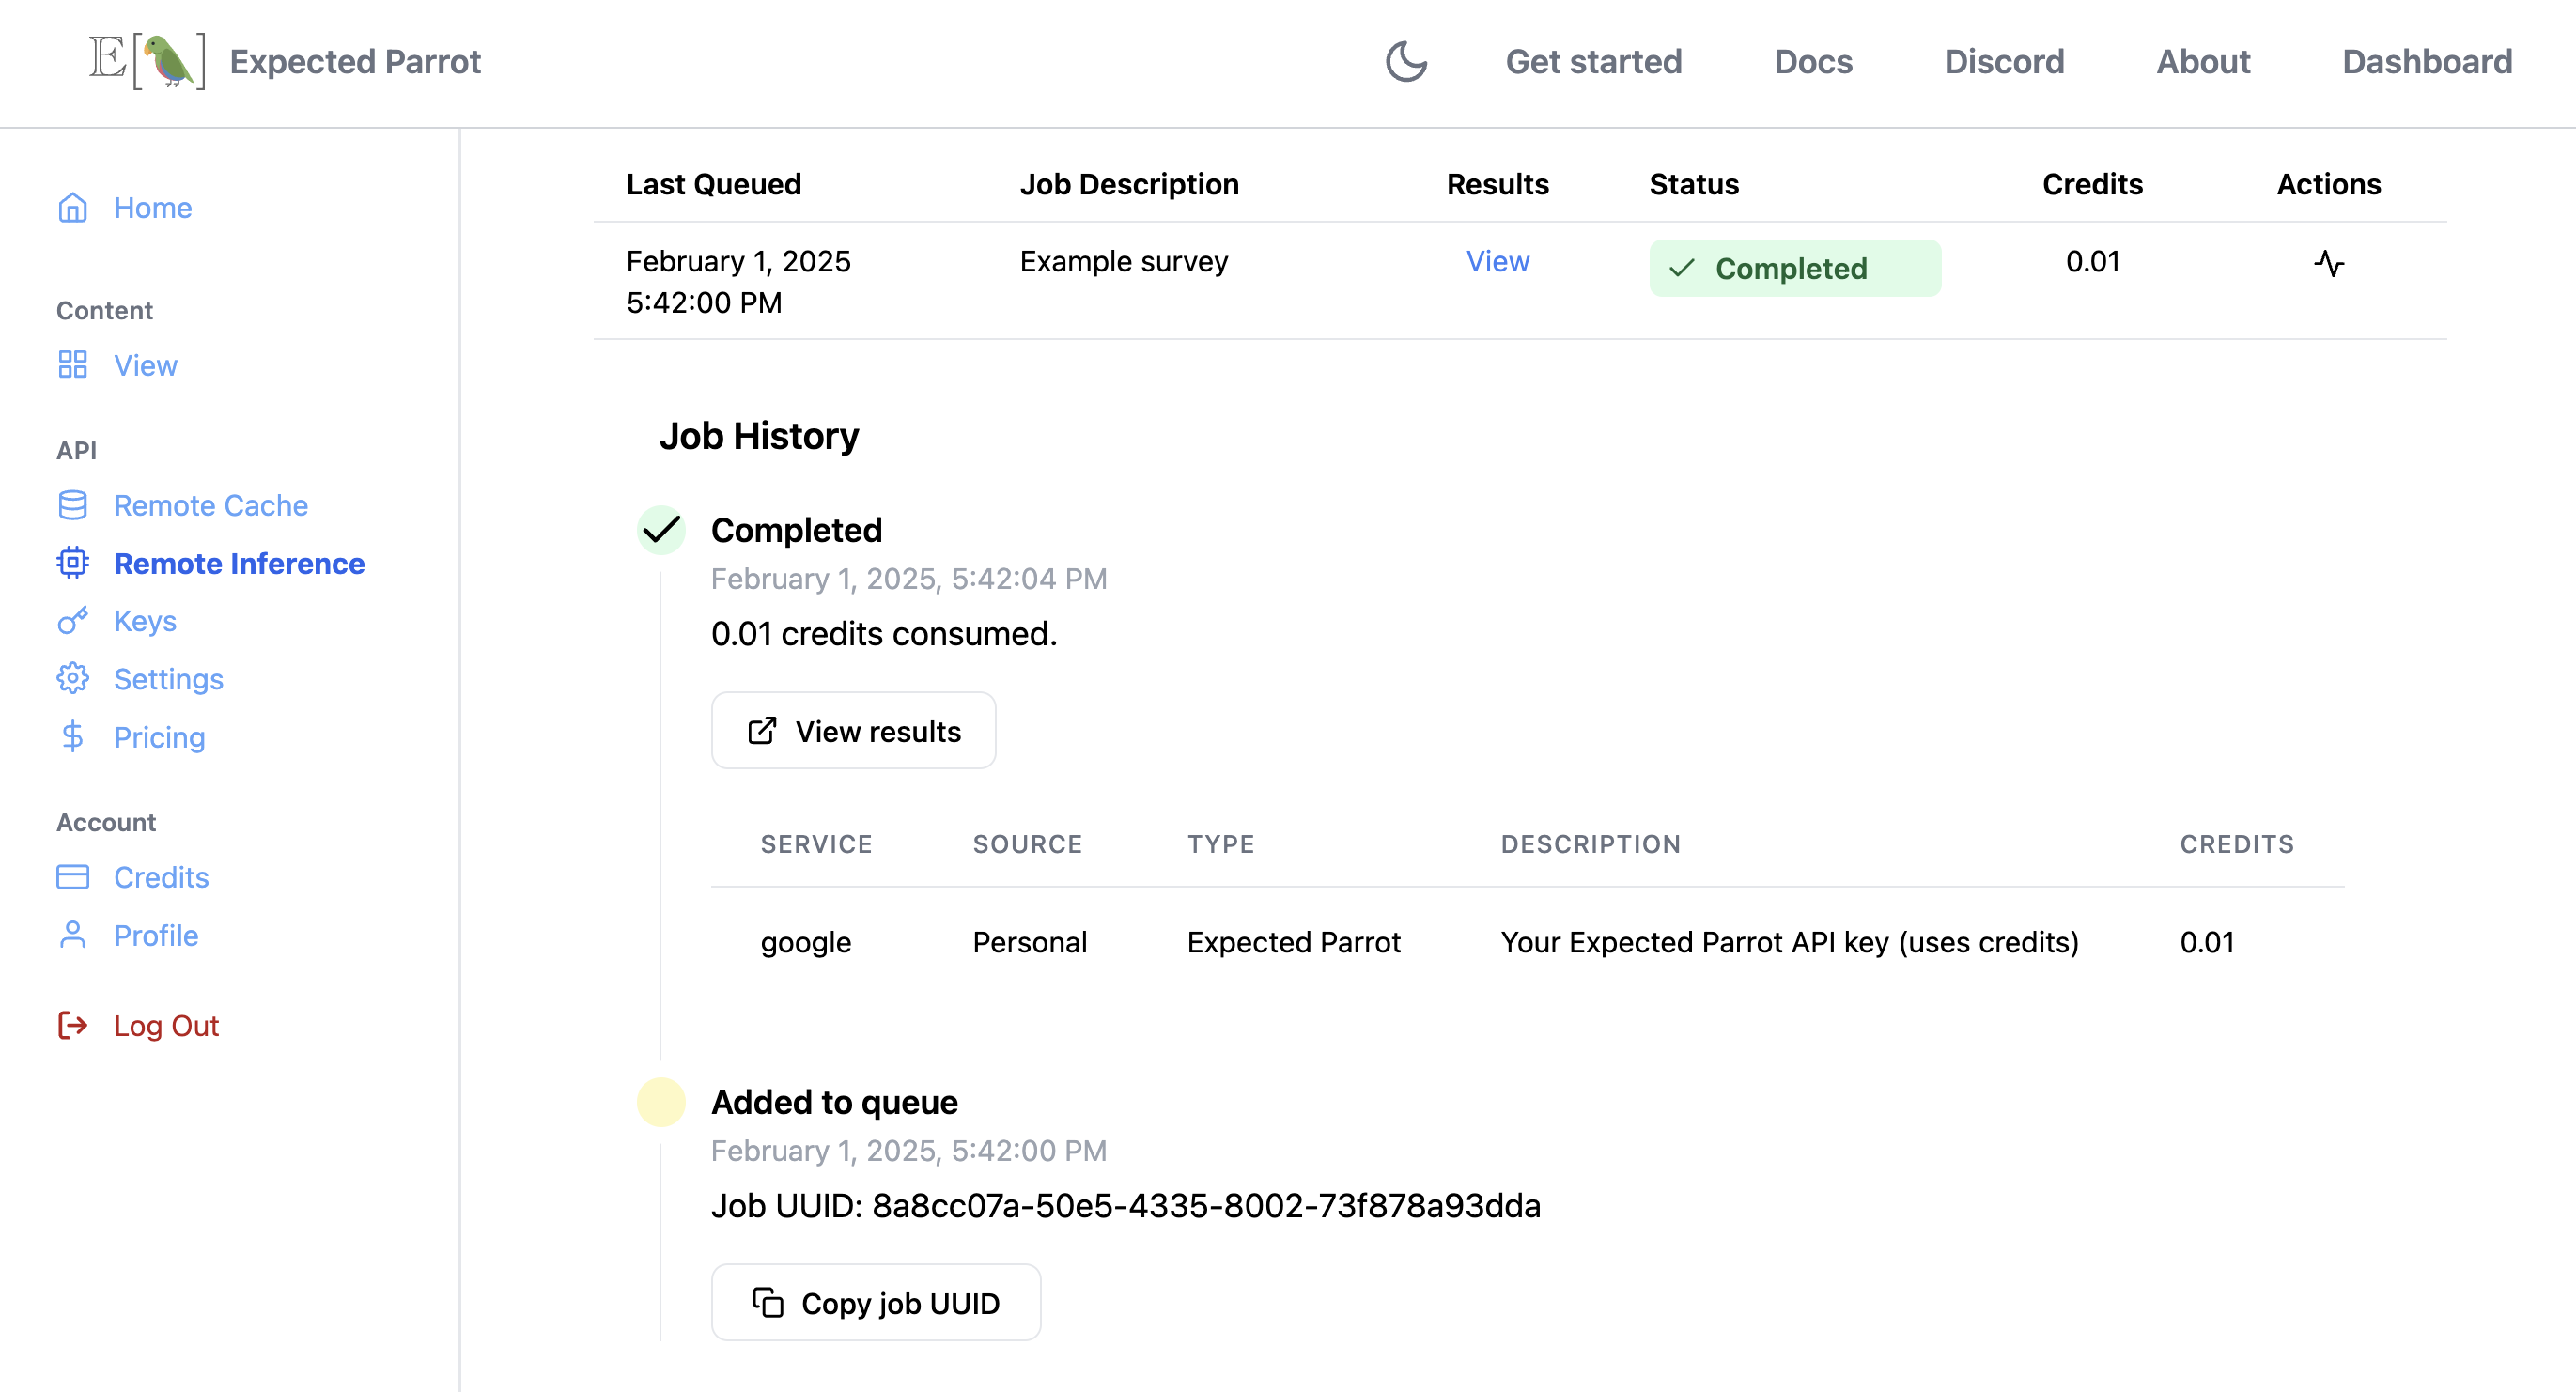 E[ ] Expected Parrot
Get started
Docs
Discord
About
Dashboard
Home
Content
View
API
Remote Cache
Remote Inference
Keys
Settings
Pricing
Account
Credits
Profile
Log Out
Last Queued Job Description Results Status Credits Actions
February 1, 2025 Example survey View Completed 0.01
5:42:00 PM
Job History
Completed
February 1, 2025, 5:42:04 PM
0.01 credits consumed.
View results
SERVICE SOURCE TYPE DESCRIPTION CREDITS
google Personal Expected Parrot Your Expected Parrot API key (uses credits) 0.01
Added to queue
February 1, 2025, 5:42:00 PM
Job UUID: 8a8cc07a-50e5-4335-8002-73f878a93dda
Copy job UUID